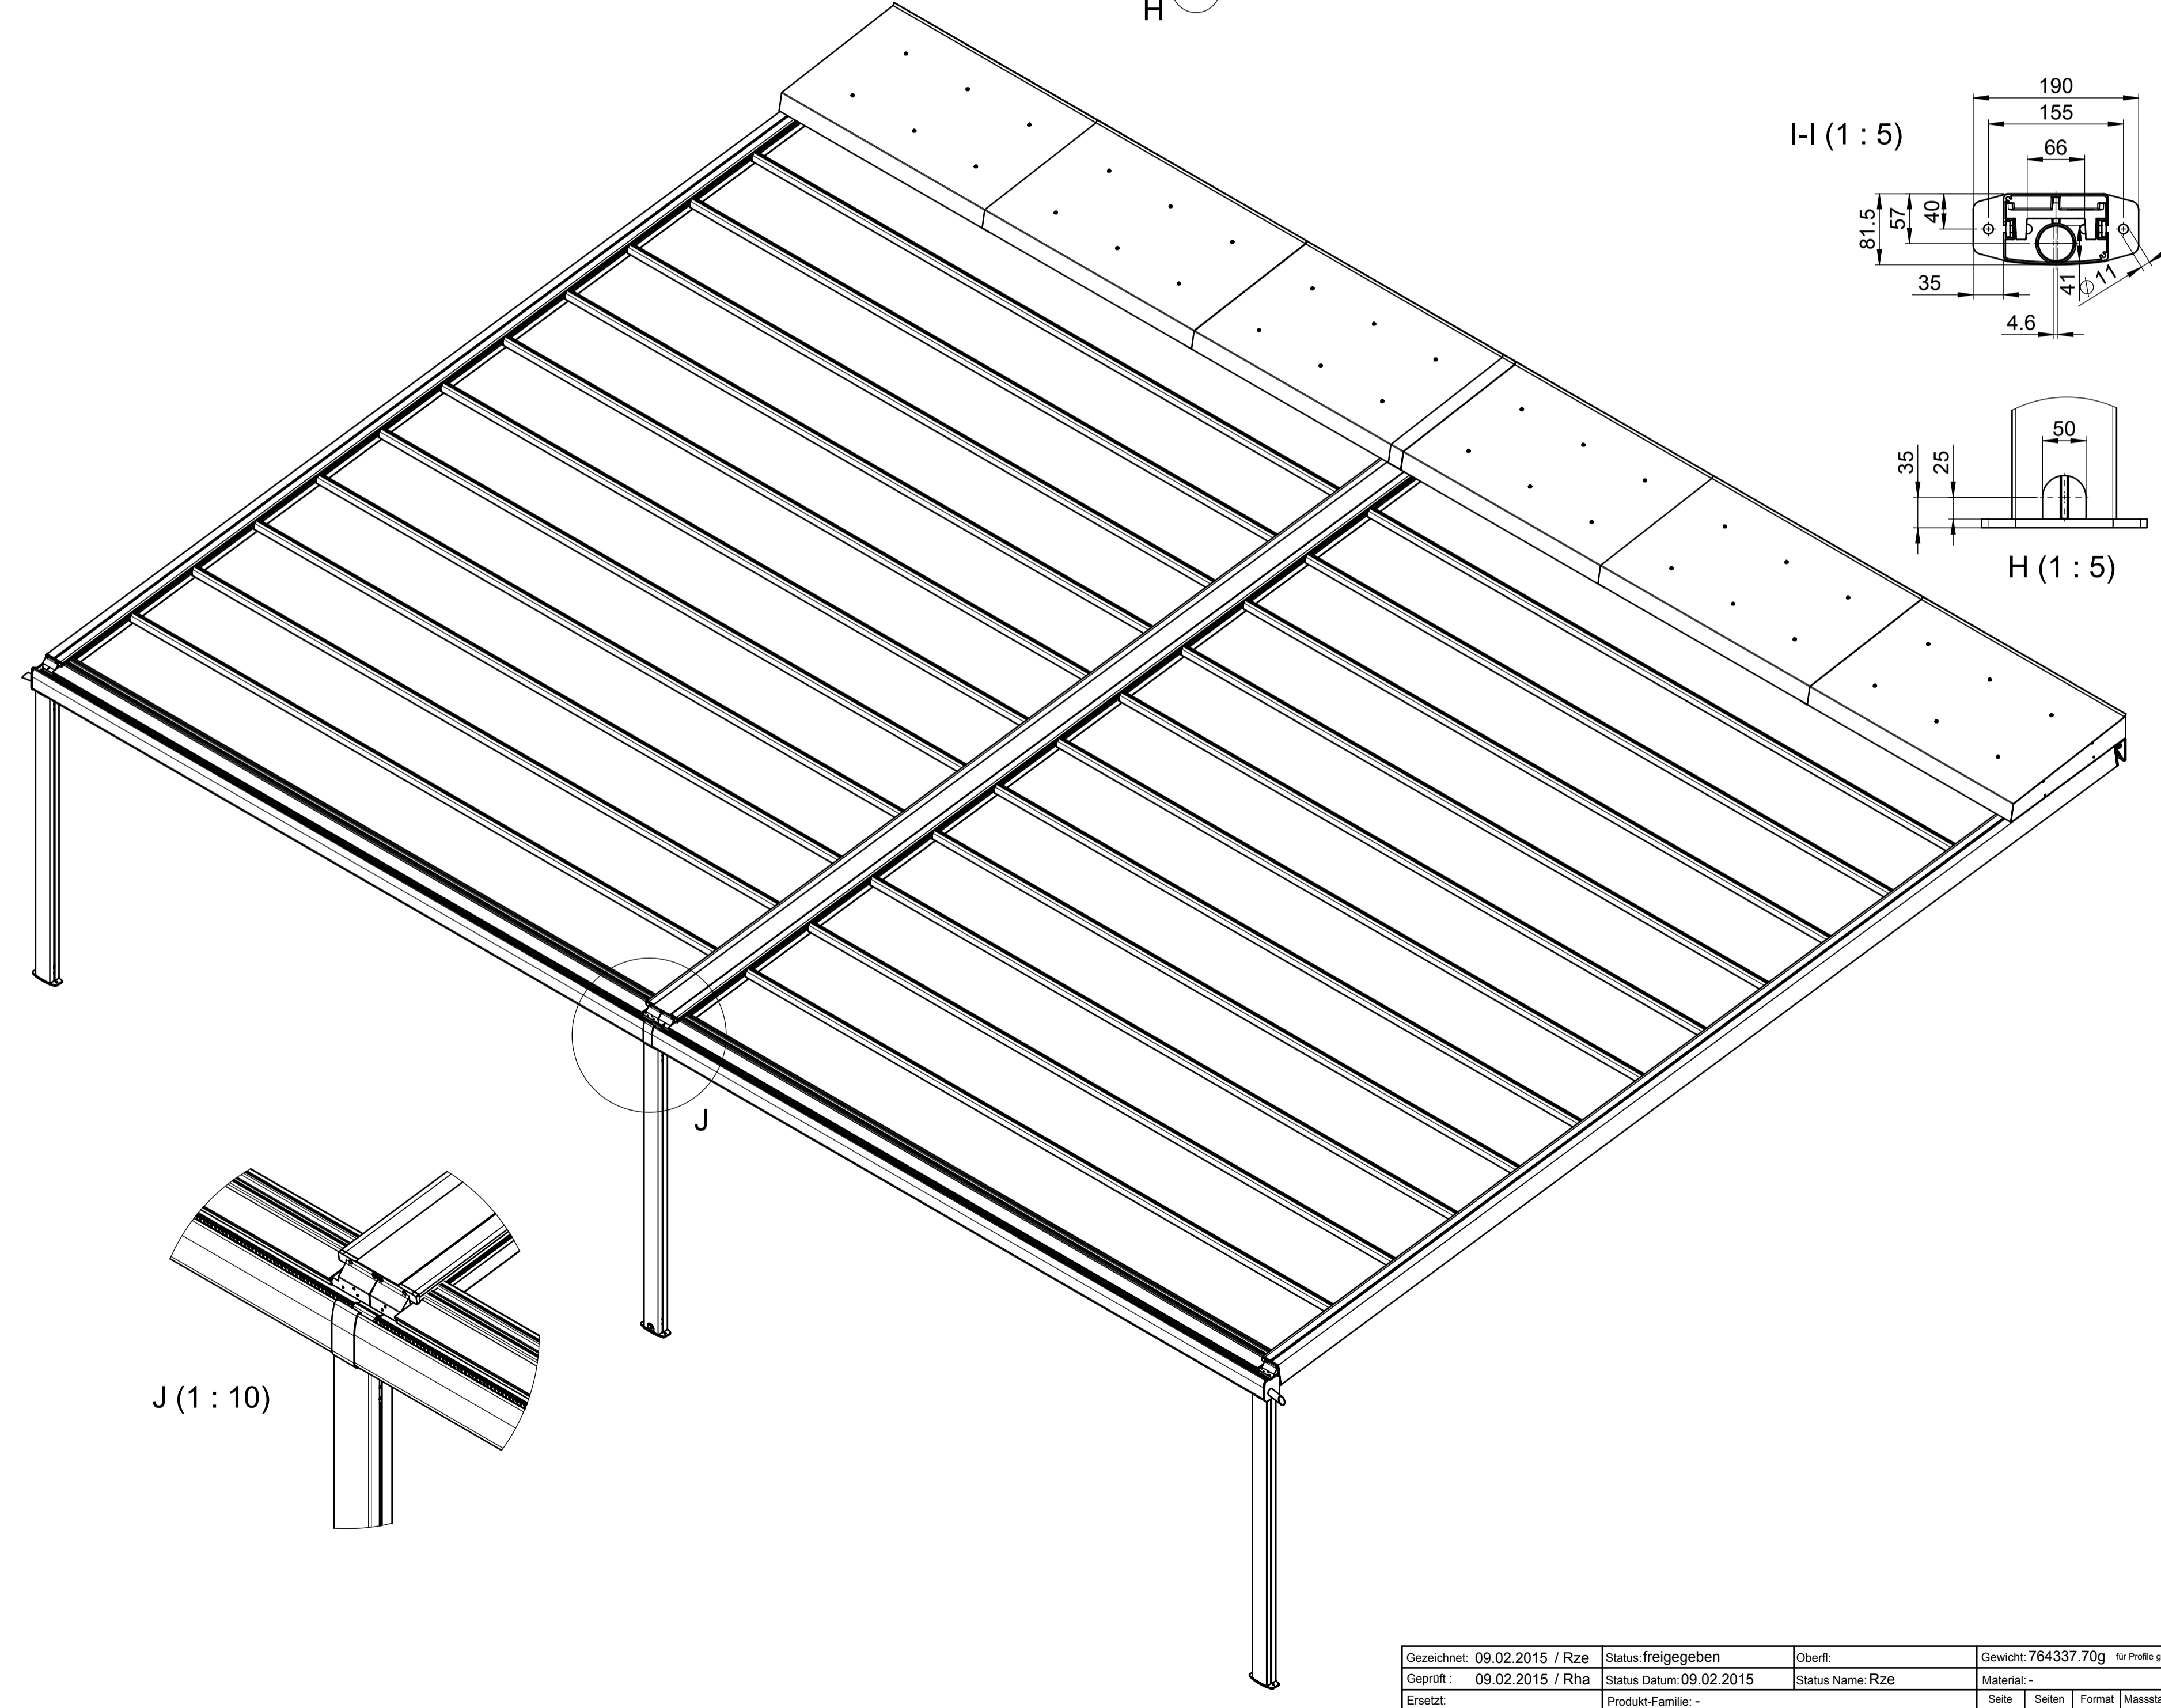 H
190
155
I-I (1 : 5)
66
81.5
57
40
35
41
⌀11
4.6
50
35
25
H (1 : 5)
J
J (1 : 10)
Gezeichnet: 09.02.2015 / Rze Status: freigegeben Oberfl: Gewicht: 764337.70g für Profile
Geprüft : 09.02.2015 / Rha Status Datum: 09.02.2015 Status Name: Rze Material: -
Ersetzt: Produkt-Familie: - Seite Seiten Format